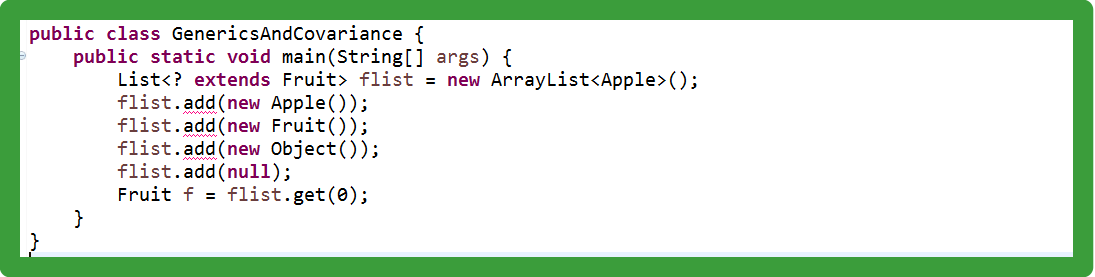 public class GenericsAndCovariance {
    public static void main(String[] args) {
        List<? extends Fruit> flist = new ArrayList<Apple>();
        flist.add(new Apple());
        flist.add(new Fruit());
        flist.add(new Object());
        flist.add(null);
        Fruit f = flist.get(0);
    }
}